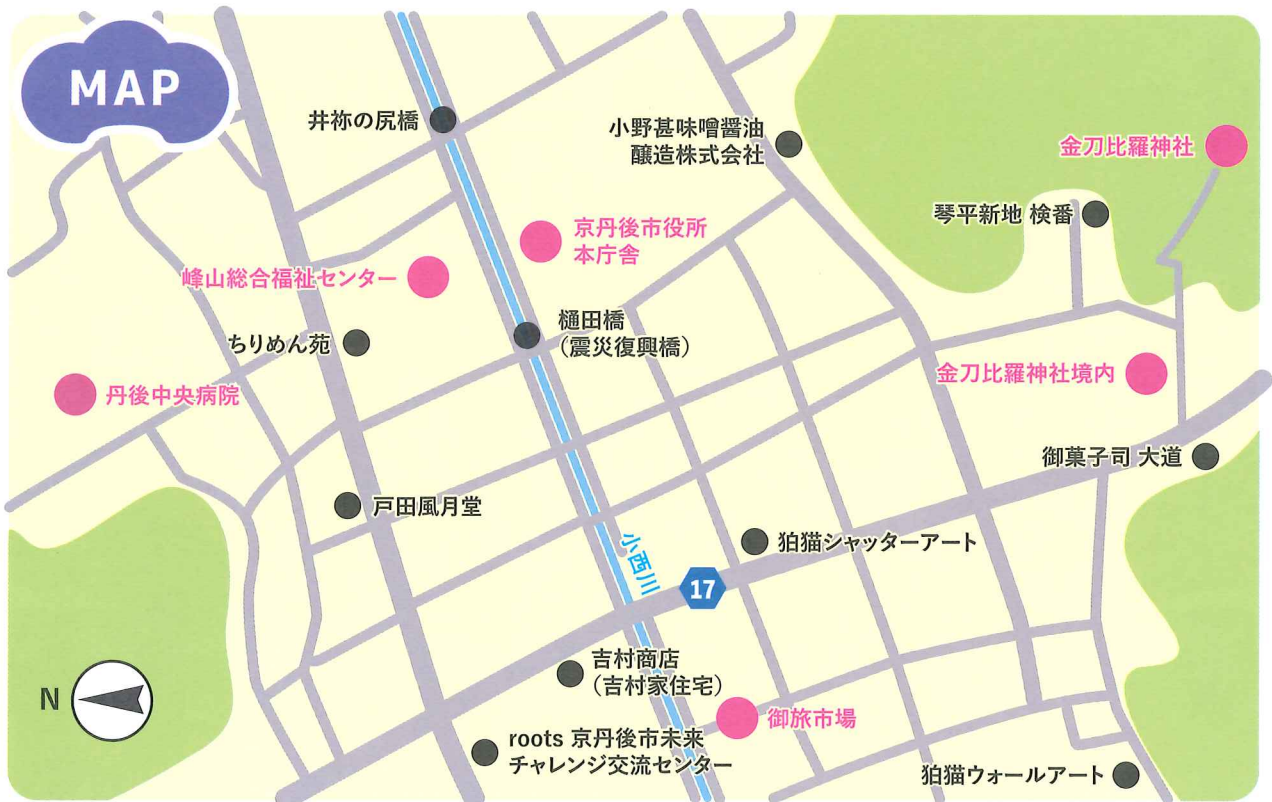 MAP
井祢の尻橋
小野甚味噌醤油
醸造株式会社
金刀比羅神社
琴平新地 検番
京丹後市役所
本庁舎
峰山総合福祉センター
樋田橋
（震災復興橋）
ちりめん苑
丹後中央病院
金刀比羅神社境内
御菓子司 大道
戸田風月堂
狛猫シャッターアート
小西川
17
吉村商店
（吉村家住宅）
N
御旅市場
roots 京丹後市未来
チャレンジ交流センター
狛猫ウォールアート